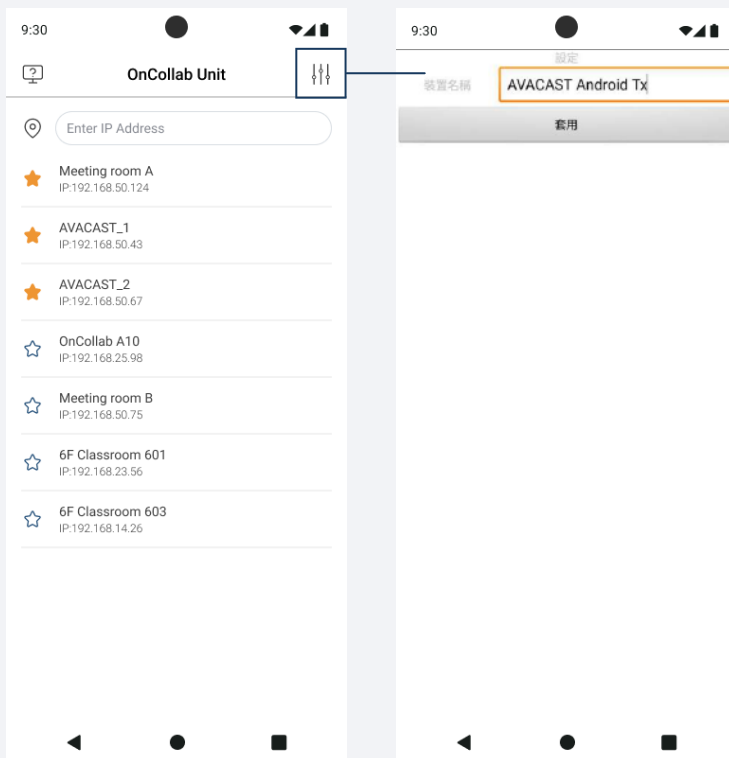 9:30
OnCollab Unit
Enter IP Address
Meeting room A
IP:192.168.50.124
AVACAST_1
IP:192.168.50.43
AVACAST_2
IP:192.168.50.67
OnCollab A10
IP:192.168.25.98
Meeting room B
IP:192.168.50.75
6F Classroom 601
IP:192.168.23.56
6F Classroom 603
IP:192.168.14.26
9:30
設定
裝置名稱 AVACAST Android Tx
套用